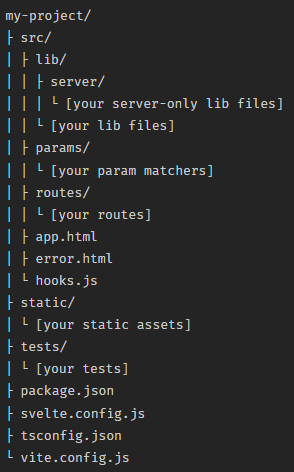 my-project/
├ src/
│ ├ lib/
│ │ ├ server/
│ │ │ └ [your server-only lib files]
│ │ └ [your lib files]
│ ├ params/
│ │ └ [your param matchers]
│ ├ routes/
│ │ └ [your routes]
│ ├ app.html
│ ├ error.html
│ └ hooks.js
├ static/
│ └ [your static assets]
├ tests/
│ └ [your tests]
├ package.json
├ svelte.config.js
├ tsconfig.json
└ vite.config.js